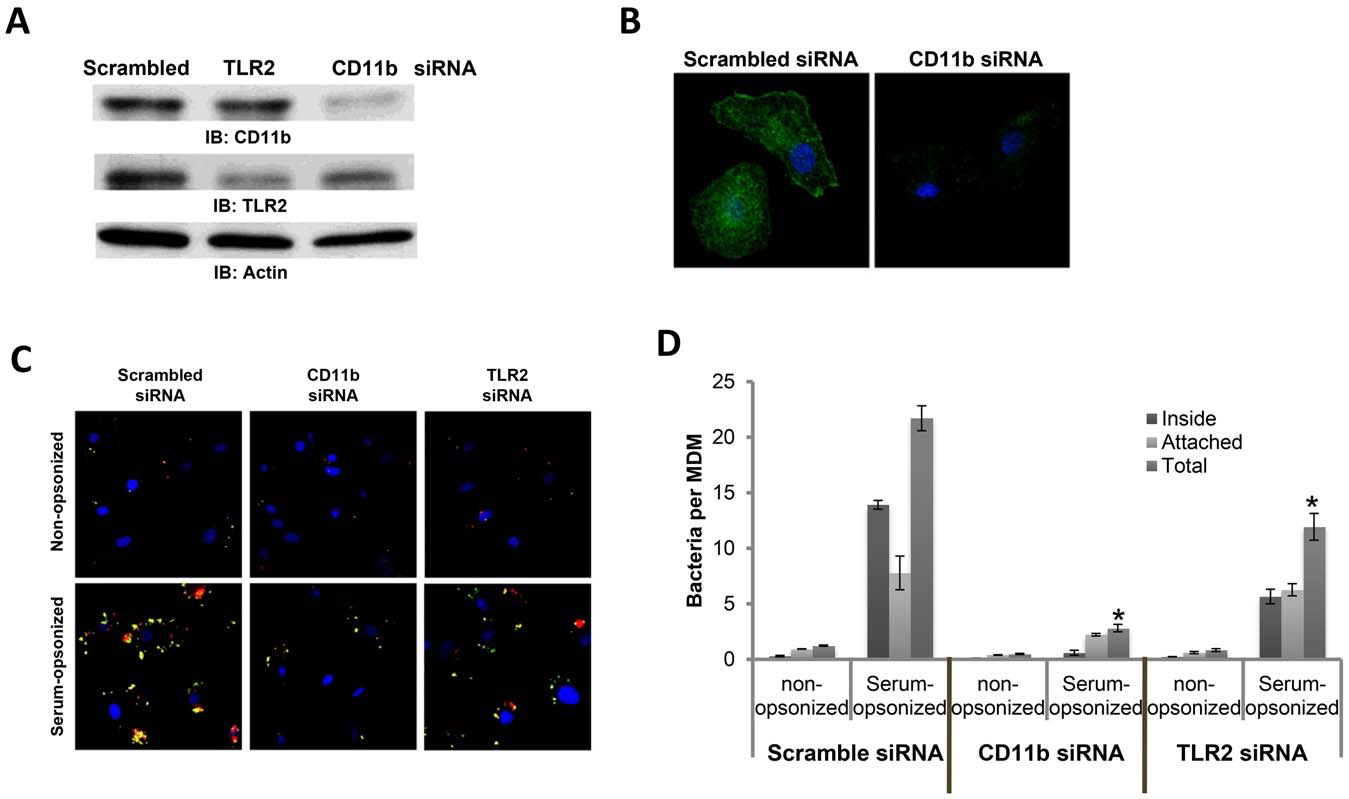 A
Scrambled TLR2 CD11b siRNA
IB: CD11b
IB: TLR2
IB: Actin
B
Scrambled siRNA CD11b siRNA
C
Scrambled siRNA
CD11b siRNA
TLR2 siRNA
Non-opsonized
Serum-opsonized
D
Bacteria per MDM
25
20
15
10
5
0
Inside
Attached
Total
*
*
non-opsonized
Serum-opsonized
non-opsonized
Serum-opsonized
non-opsonized
Serum-opsonized
Scramble siRNA CD11b siRNA TLR2 siRNA